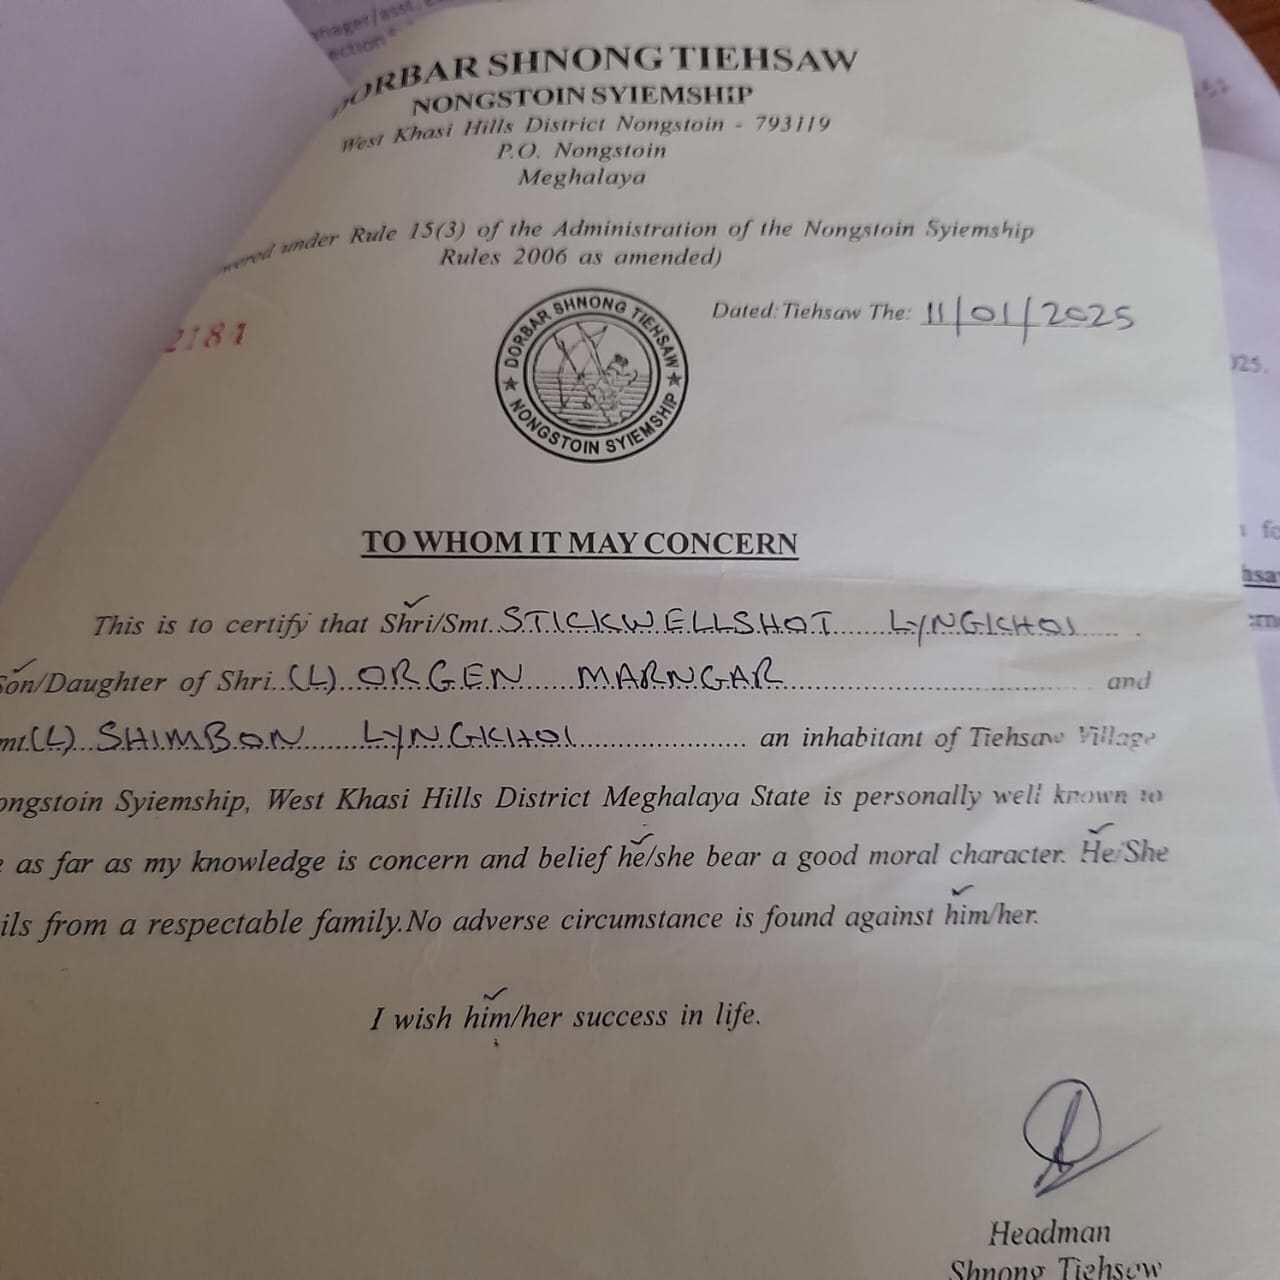 anager/asst.
ection
DORBAR SHNONG TIEHSAW
NONGSTOIN SYIEMSHIP
West Khasi Hills District Nongstoin - 793119
P.O. Nongstoin
Meghalaya
wered under Rule 15(3) of the Administration of the Nongstoin Syiemship
Rules 2006 as amended)
2181
Dated: Tiehsaw The: 11/01/2025
DORBAR SHNONG TIEHSAW
NONGSTOIN SYIEMSHIP
TO WHOM IT MAY CONCERN
This is to certify that Shri/Smt. STICKWELLSHOT LYNGKHOI
Son/Daughter of Shri (L) ORGEN MARNGAR and
mt (L) SHIMBON LYNGKHOI an inhabitant of Tiehsaw Village
ongstoin Syiemship, West Khasi Hills District Meghalaya State is personally well known to
e as far as my knowledge is concern and belief he/she bear a good moral character. He/She
ils from a respectable family.No adverse circumstance is found against him/her.
I wish him/her success in life.
Headman
Shnong Tiehsaw